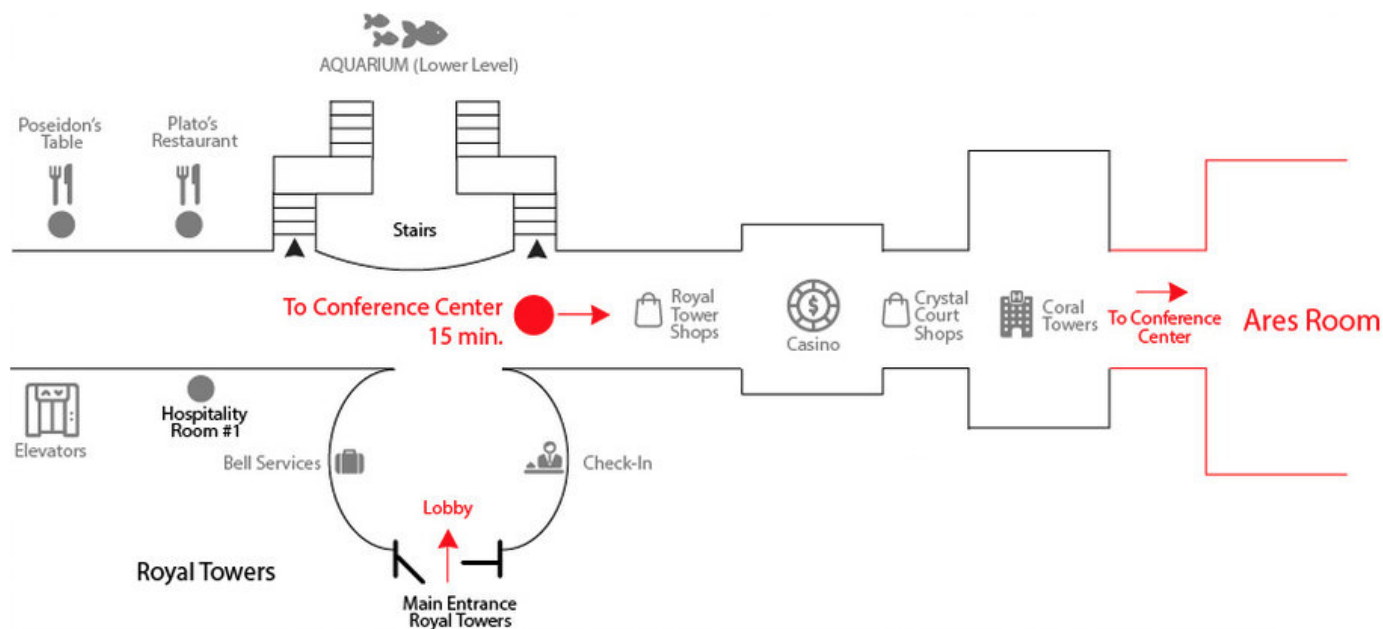 AQUARIUM (Lower Level)
Poseidon's
Table
Plato's
Restaurant
Stairs
To Conference Center
15 min.
Royal
Tower
Shops
$
Casino
Crystal
Court
Shops
H
Coral
Towers
To Conference
Center
Ares Room
Elevators
Hospitality
Room #1
Bell Services
Check-In
Lobby
Royal Towers
Main Entrance
Royal Towers